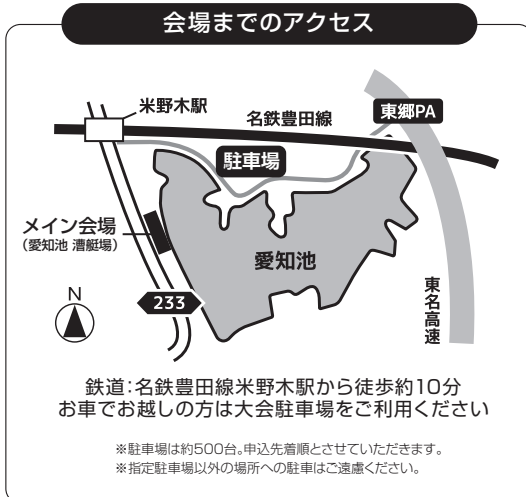 会場までのアクセス
米野木駅
名鉄豊田線
東郷PA
駐車場
メイン会場
(愛知池 漕艇場)
愛知池
233
東名高速
N
鉄道:名鉄豊田線米野木駅から徒歩約10分
お車でお越しの方は大会駐車場をご利用ください
※駐車場は約500台。申込先着順とさせていただきます。
※指定駐車場以外の場所への駐車はご遠慮ください。